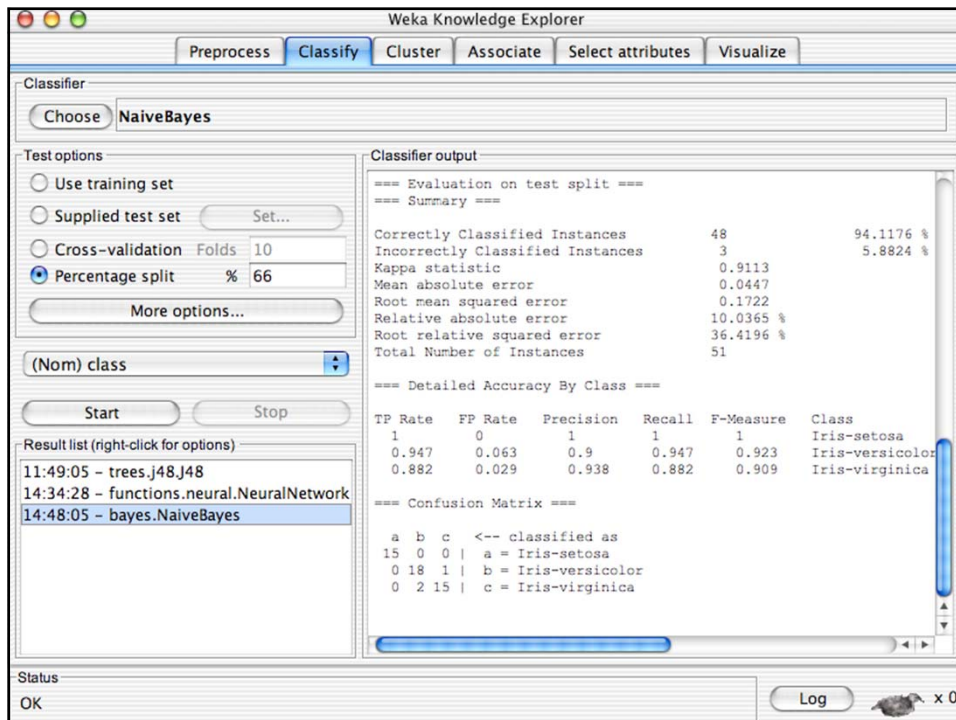 Weka Knowledge Explorer
Preprocess Classify Cluster Associate Select attributes Visualize
Classifier
Choose NaiveBayes
Test options
Use training set
Supplied test set Set...
Cross-validation Folds 10
Percentage split % 66
More options...
(Nom) class
Start Stop
Result list (right-click for options)
11:49:05 – trees.j48.J48
14:34:28 – functions.neural.NeuralNetwork
14:48:05 – bayes.NaiveBayes
Classifier output
=== Evaluation on test split ===
=== Summary ===
Correctly Classified Instances 48 94.1176 %
Incorrectly Classified Instances 3 5.8824 %
Kappa statistic 0.9113
Mean absolute error 0.0447
Root mean squared error 0.1722
Relative absolute error 10.0365 %
Root relative squared error 36.4196 %
Total Number of Instances 51
=== Detailed Accuracy By Class ===
TP Rate FP Rate Precision Recall F-Measure Class
1 0 1 1 1 Iris-setosa
0.947 0.063 0.9 0.947 0.923 Iris-versicolor
0.882 0.029 0.938 0.882 0.909 Iris-virginica
=== Confusion Matrix ===
a b c <-- classified as
15 0 0 | a = Iris-setosa
0 18 1 | b = Iris-versicolor
0 2 15 | c = Iris-virginica
Status
OK
Log x 0